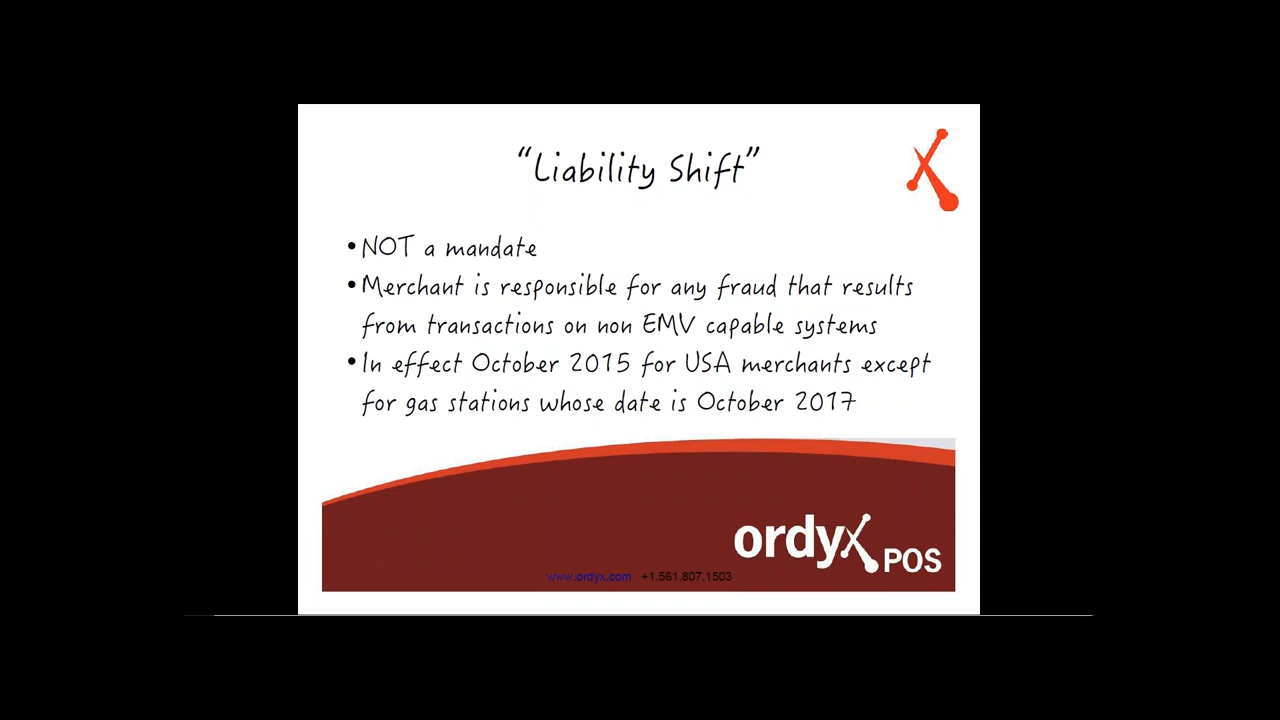 “Liability Shift”
•NOT a mandate
•Merchant is responsible for any fraud that results
from transactions on non EMV capable systems
•In effect October 2015 for USA merchants except
for gas stations whose date is October 2017
ordyx POS
www.ordyx.com +1.561.807.1503